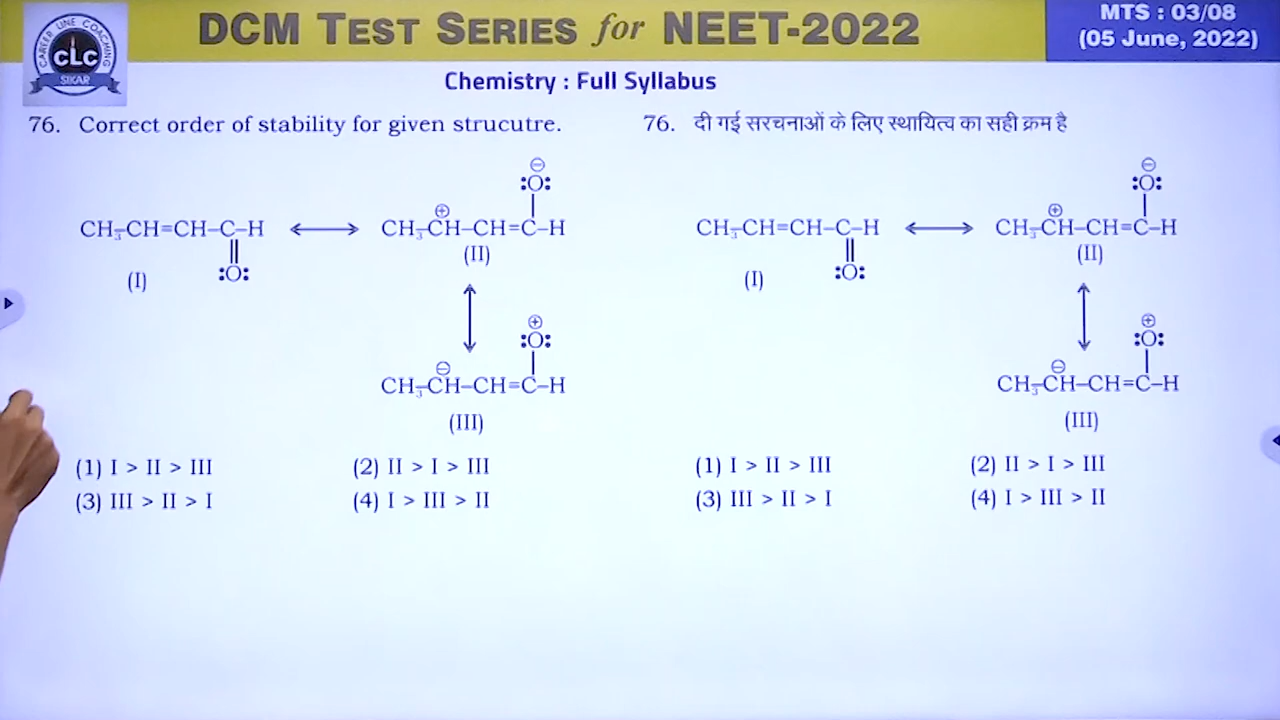 DCM TEST SERIES for NEET-2022
MTS : 03/08
(05 June, 2022)
CAREER LINE COACHING
CLC
SIKAR
Chemistry : Full Syllabus
76. Correct order of stability for given strucutre.
CH₃–CH=CH–C–H
:O:
(I)
⊖
:O:
⊕
CH₃–CH–CH=C–H
(II)
⊕
:O:
⊖
CH₃–CH–CH=C–H
(III)
(1) I > II > III (2) II > I > III
(3) III > II > I (4) I > III > II
76. दी गई सरचनाओं के लिए स्थायित्व का सही क्रम है
CH₃–CH=CH–C–H
:O:
(I)
⊖
:O:
⊕
CH₃–CH–CH=C–H
(II)
⊕
:O:
⊖
CH₃–CH–CH=C–H
(III)
(1) I > II > III (2) II > I > III
(3) III > II > I (4) I > III > II